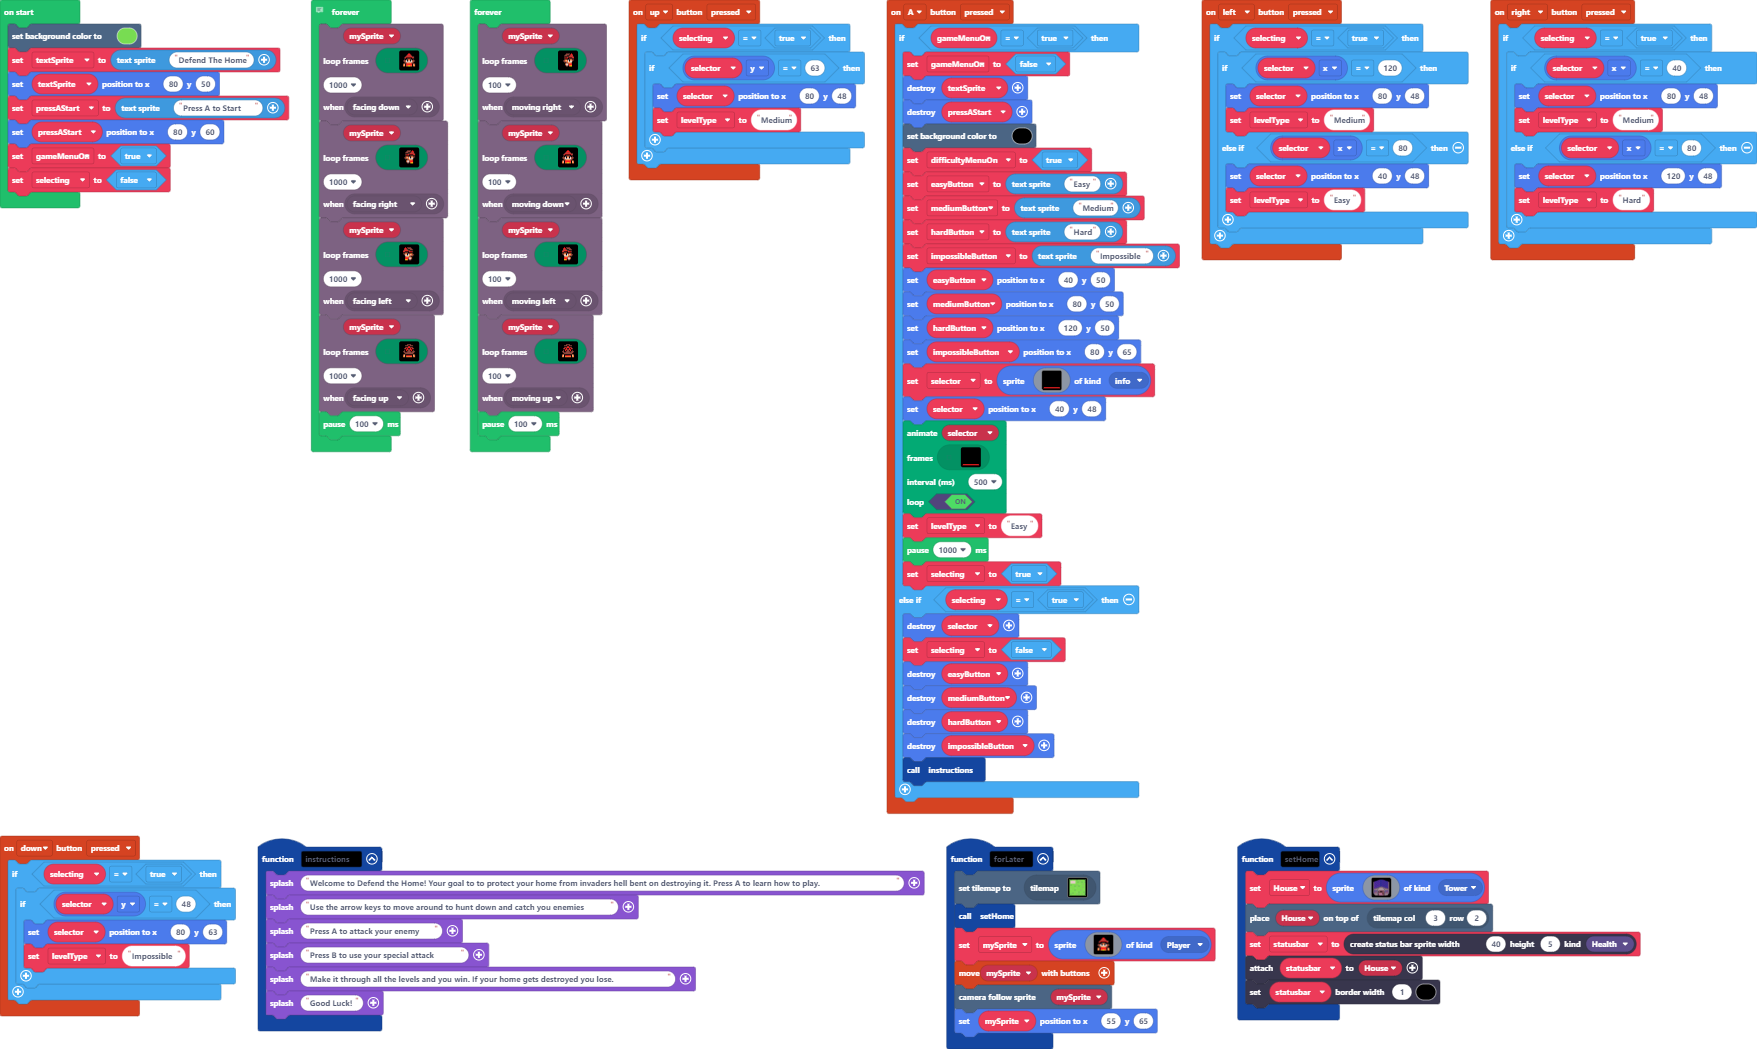 on start
set background color to
set textSprite to text sprite "Defend The Home"
set textSprite position to x 80 y 50
set pressAStart to text sprite "Press A to Start"
set pressAStart position to x 80 y 60
set gameMenuOn to true
set selecting to false
forever
mySprite
loop frames
1000
when facing down
mySprite
loop frames
1000
when facing right
mySprite
loop frames
1000
when facing left
mySprite
loop frames
1000
when facing up
pause 100 ms
forever
mySprite
loop frames
100
when moving right
mySprite
loop frames
100
when moving down
mySprite
loop frames
100
when moving left
mySprite
loop frames
100
when moving up
pause 100 ms
on up button pressed
if selecting = true then
if selector y = 63 then
set selector position to x 80 y 48
set levelType to "Medium"
on A button pressed
if gameMenuOn = true then
set gameMenuOn to false
destroy textSprite
destroy pressAStart
set background color to
set difficultyMenuOn to true
set easyButton to text sprite "Easy"
set mediumButton to text sprite "Medium"
set hardButton to text sprite "Hard"
set impossibleButton to text sprite "Impossible"
set easyButton position to x 40 y 50
set mediumButton position to x 80 y 50
set hardButton position to x 120 y 50
set impossibleButton position to x 80 y 65
set selector to sprite of kind info
set selector position to x 40 y 48
animate selector
frames
interval (ms) 500
loop ON
set levelType to "Easy"
pause 1000 ms
set selecting to true
else if selecting = true then
destroy selector
set selecting to false
destroy easyButton
destroy mediumButton
destroy hardButton
destroy impossibleButton
call instructions
on left button pressed
if selecting = true then
if selector x = 120 then
set selector position to x 80 y 48
set levelType to "Medium"
else if selector x = 80 then
set selector position to x 40 y 48
set levelType to "Easy"
on right button pressed
if selecting = true then
if selector x = 40 then
set selector position to x 80 y 48
set levelType to "Medium"
else if selector x = 80 then
set selector position to x 120 y 48
set levelType to "Hard"
on down button pressed
if selecting = true then
if selector y = 48 then
set selector position to x 80 y 63
set levelType to "Impossible"
function instructions
splash "Welcome to Defend the Home! Your goal to to protect your home from invaders hell bent on destroying it. Press A to learn how to play."
splash "Use the arrow keys to move around to hunt down and catch you enemies"
splash "Press A to attack your enemy"
splash "Press B to use your special attack"
splash "Make it through all the levels and you win. If your home gets destroyed you lose."
splash "Good Luck!"
function forLater
set tilemap to tilemap
call setHome
set mySprite to sprite of kind Player
move mySprite with buttons
camera follow sprite mySprite
set mySprite position to x 55 y 65
function setHome
set House to sprite of kind Tower
place House on top of tilemap col 3 row 2
set statusbar to create status bar sprite width 40 height 5 kind Health
attach statusbar to House
set statusbar border width 1